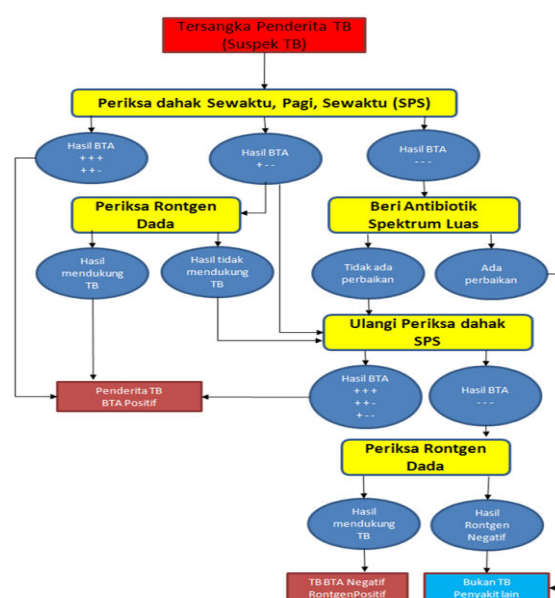 Tersangka Penderita TB
(Suspek TB)
Periksa dahak Sewaktu, Pagi, Sewaktu (SPS)
Hasil BTA
+ + +
+ + -
Hasil BTA
+ - -
Hasil BTA
- - -
Periksa Rontgen
Dada
Beri Antibiotik
Spektrum Luas
Hasil
mendukung
TB
Hasil tidak
mendukung
TB
Tidak ada
perbaikan
Ada
perbaikan
Ulangi Periksa dahak
SPS
Penderita TB
BTA Positif
Hasil BTA
+ + +
+ + -
+ - -
Hasil BTA
- - -
Periksa Rontgen
Dada
Hasil
mendukung
TB
Hasil
Rontgen
Negatif
TB BTA Negatif
RontgenPositif
Bukan TB
Penyakit lain